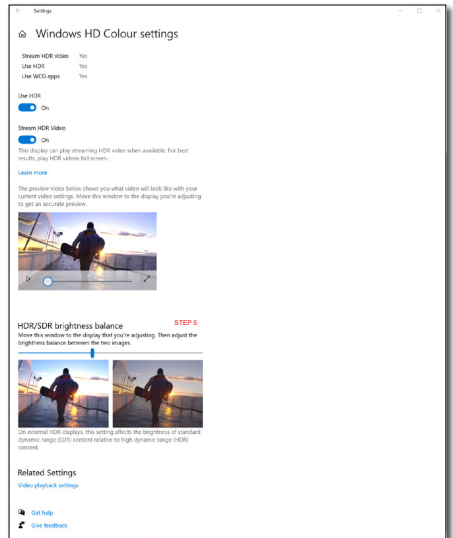 Settings
Windows HD Colour settings
Stream HDR video Yes
Use HDR Yes
Use WCG apps Yes
Use HDR
On
Stream HDR Video
On
This display can play streaming HDR video when available. For best
results, play HDR videos full screen.
Learn more
The preview video below shows you what video will look like with your
current video settings. Move this window to the display you're adjusting
to get an accurate preview.
HDR/SDR brightness balance
STEP 5
Move this window to the display that you're adjusting. Then adjust the
brightness balance between the two images.
On external HDR displays, this setting affects the brightness of standard
dynamic range (SDR) content relative to high dynamic range (HDR)
content.
Related Settings
Video playback settings
Get help
Give feedback